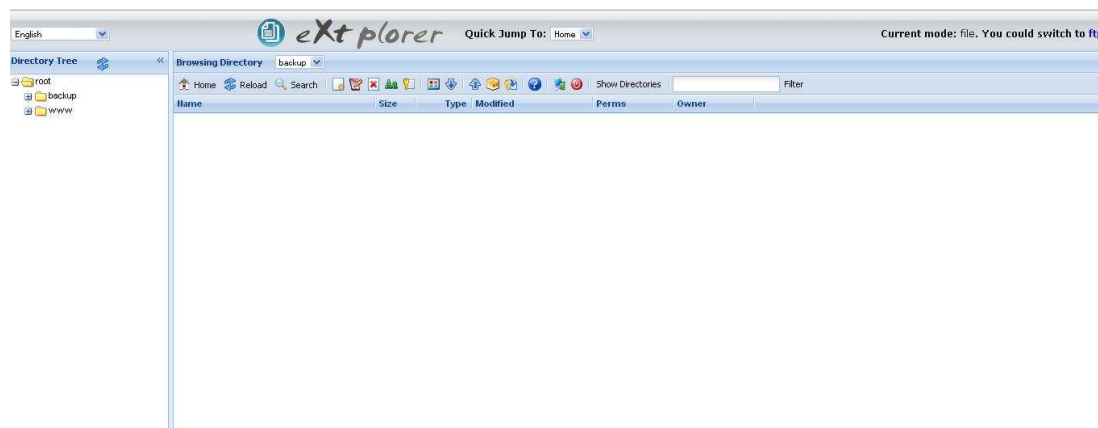 English eXtplorer Quick Jump To: Home Current mode: file. You could switch to
Directory Tree Browsing Directory backup
root Home Reload Search Show Directories Filter
backup Name Size Type Modified Perms Owner
www